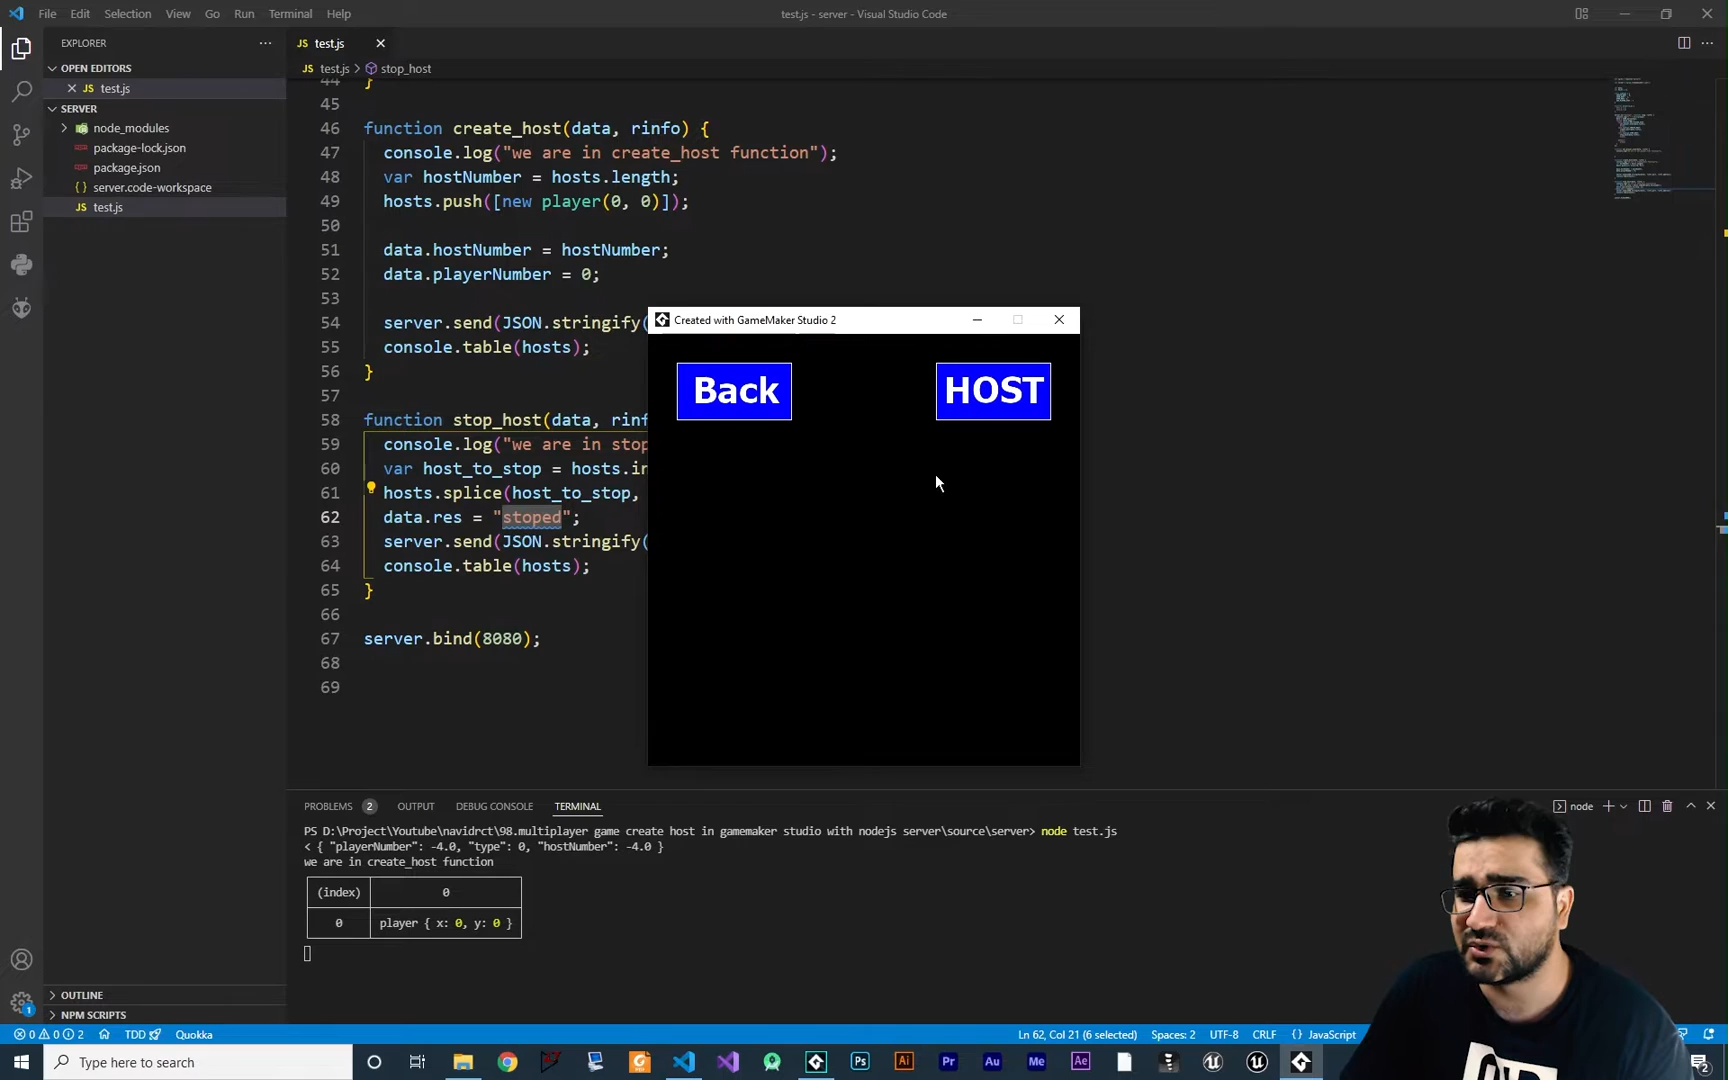 File Edit Selection View Go Run Terminal Help
test.js - server - Visual Studio Code
EXPLORER
OPEN EDITORS
JS test.js
SERVER
node_modules
package-lock.json
package.json
{ } server.code-workspace
JS test.js
OUTLINE
NPM SCRIPTS
JS test.js
JS test.js > stop_host
44 }
45
46 function create_host(data, rinfo) {
47 console.log("we are in create_host function");
48 var hostNumber = hosts.length;
49 hosts.push([new player(0, 0)]);
50
51 data.hostNumber = hostNumber;
52 data.playerNumber = 0;
53
54 server.send(JSON.stringify(
55 console.table(hosts);
56 }
57
58 function stop_host(data, rinf
59 console.log("we are in stop
60 var host_to_stop = hosts.in
61 hosts.splice(host_to_stop,
62 data.res = "stoped";
63 server.send(JSON.stringify(
64 console.table(hosts);
65 }
66
67 server.bind(8080);
68
69
Created with GameMaker Studio 2
Back HOST
PROBLEMS 2 OUTPUT DEBUG CONSOLE TERMINAL
node
PS D:\Project\Youtube\navidrct\98.multiplayer game create host in gamemaker studio with nodejs server\source\server> node test.js
< { "playerNumber": -4.0, "type": 0, "hostNumber": -4.0 }
we are in create_host function
(index) 0
0 player { x: 0, y: 0 }
0 0 2 TDD Quokka
Ln 62, Col 21 (6 selected) Spaces: 2 UTF-8 CRLF { } JavaScript
Type here to search
Ps Ai Pr Au Me Ae